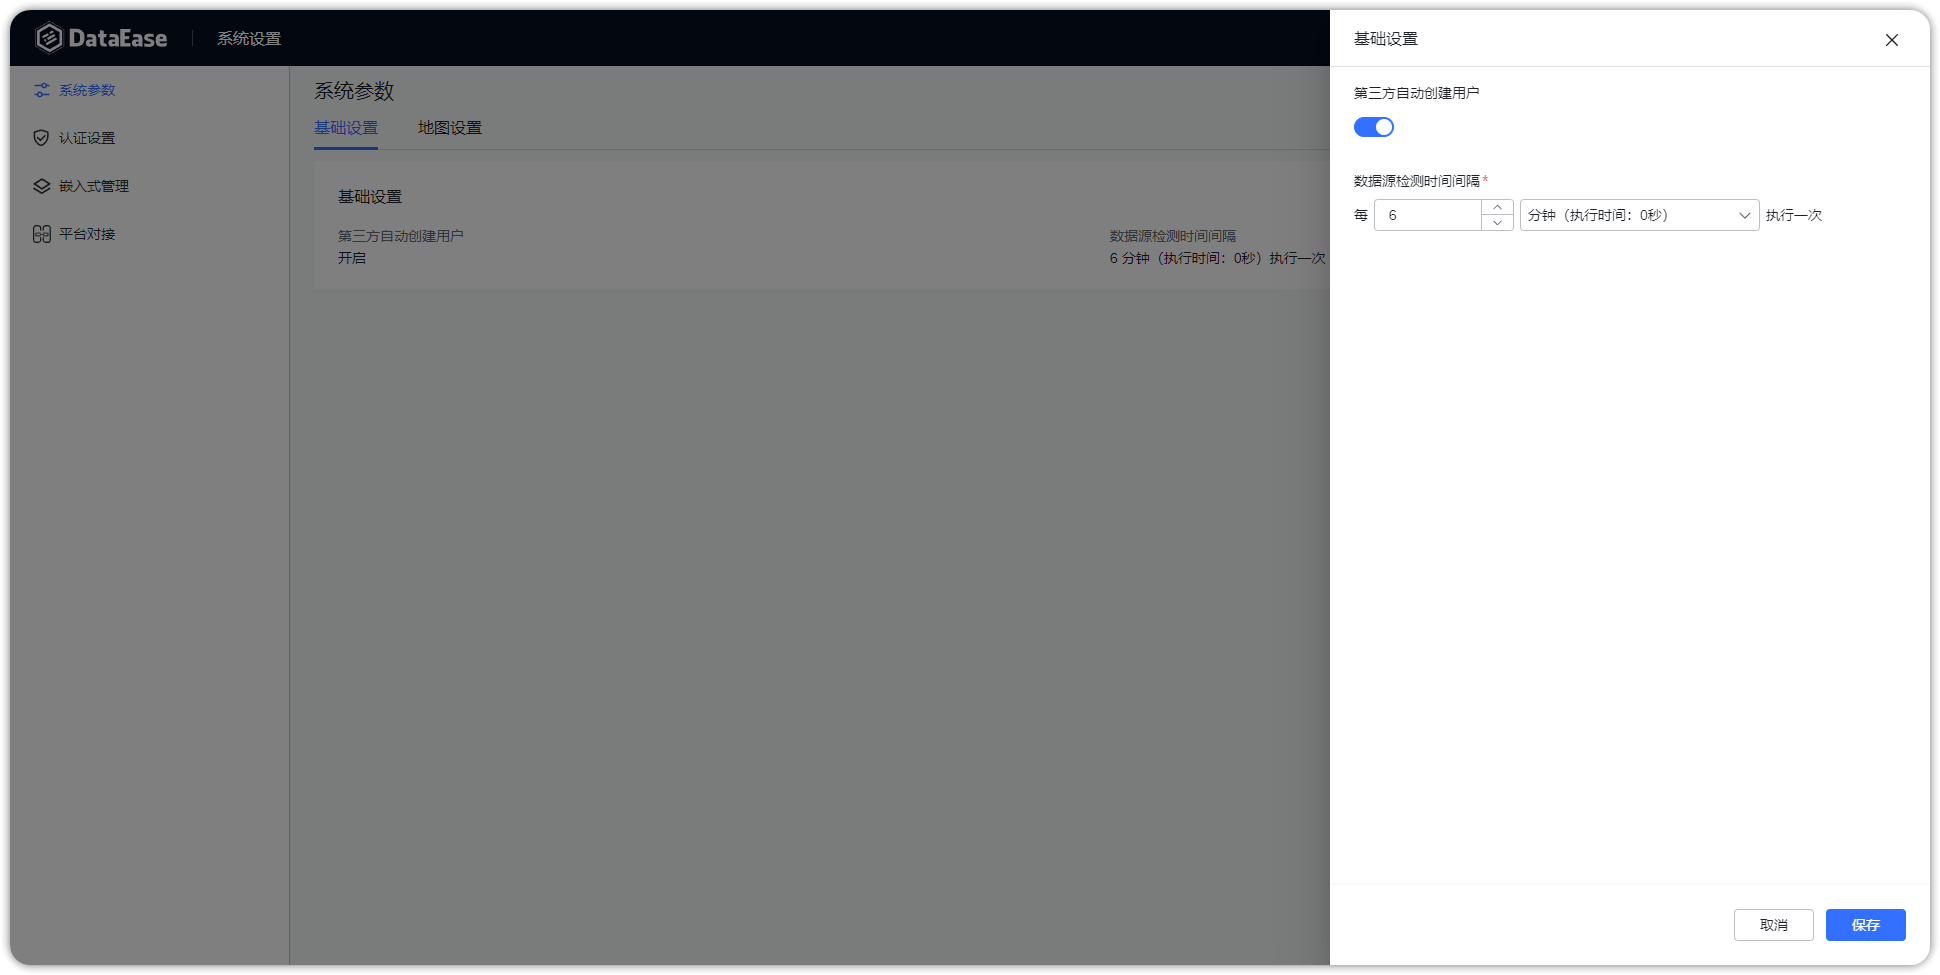 DataEase
系统设置
系统参数
认证设置
嵌入式管理
平台对接
系统参数
基础设置
地图设置
基础设置
第三方自动创建用户
开启
数据源检测时间间隔
6 分钟（执行时间：0秒）执行一次
基础设置
第三方自动创建用户
数据源检测时间间隔*
每 6 分钟（执行时间：0秒） 执行一次
取消
保存